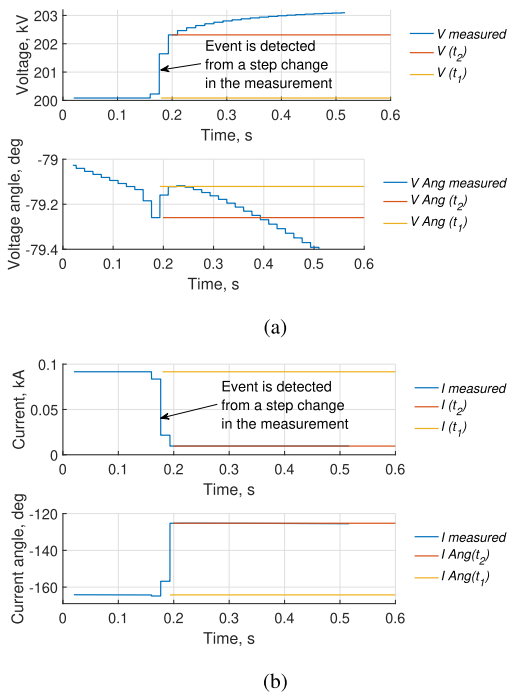 Voltage, kV
203
202
201
200
0
0.1
0.2
0.3
0.4
0.5
0.6
Time, s
Event is detected
from a step change
in the measurement
V measured
V (t2)
V (t1)
Voltage angle, deg
-79
-79.2
-79.4
0
0.1
0.2
0.3
0.4
0.5
0.6
Time, s
V Ang measured
V Ang (t2)
V Ang (t1)
(a)
Current, kA
0.1
0.05
0
0
0.1
0.2
0.3
0.4
0.5
0.6
Time, s
Event is detected
from a step change
in the measurement
I measured
I (t2)
I (t1)
Current angle, deg
-120
-140
-160
0
0.1
0.2
0.3
0.4
0.5
0.6
Time, s
I measured
I Ang(t2)
I Ang(t1)
(b)